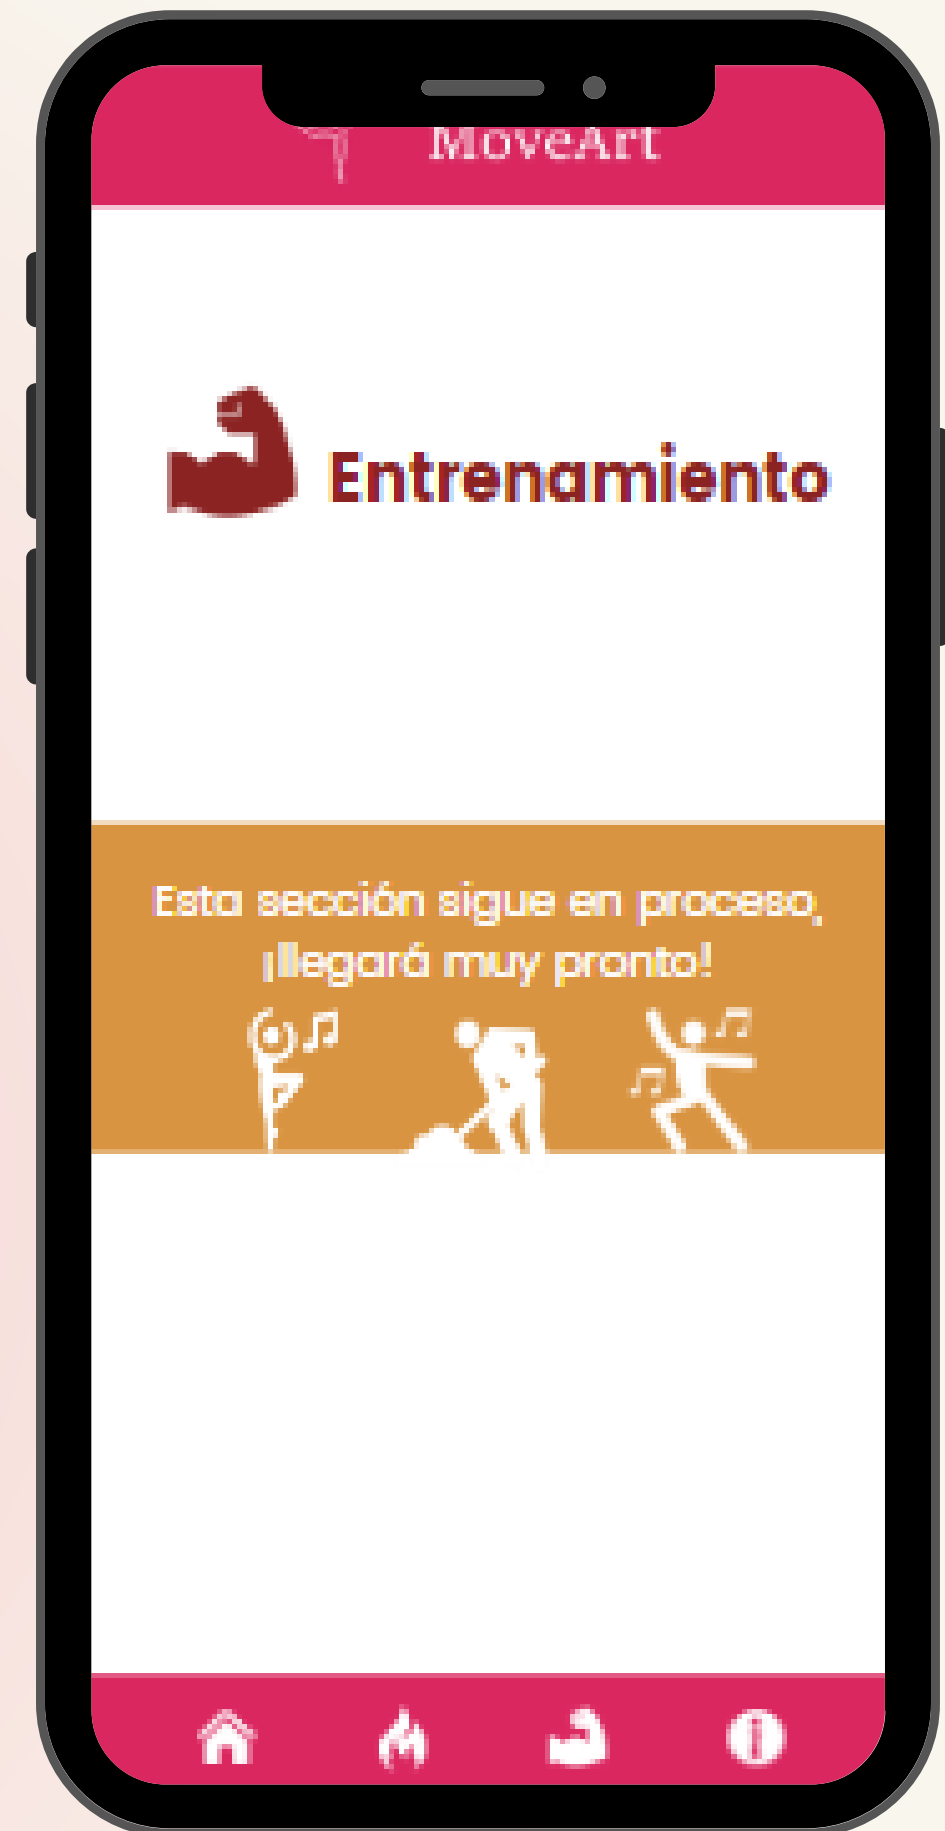 MoveArt
Entrenamiento
Esta sección sigue en proceso,
¡llegará muy pronto!